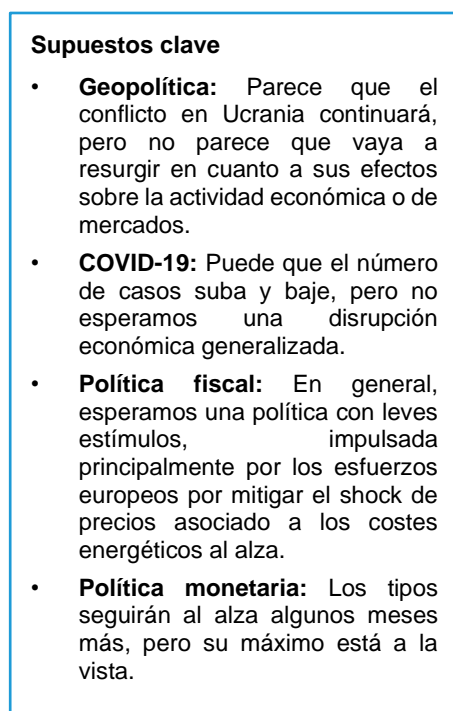 Supuestos clave
• Geopolítica: Parece que el
conflicto en Ucrania continuará,
pero no parece que vaya a
resurgir en cuanto a sus efectos
sobre la actividad económica o de
mercados.
• COVID-19: Puede que el número
de casos suba y baje, pero no
esperamos una disrupción
económica generalizada.
• Política fiscal: En general,
esperamos una política con leves
estímulos, impulsada
principalmente por los esfuerzos
europeos por mitigar el shock de
precios asociado a los costes
energéticos al alza.
• Política monetaria: Los tipos
seguirán al alza algunos meses
más, pero su máximo está a la
vista.